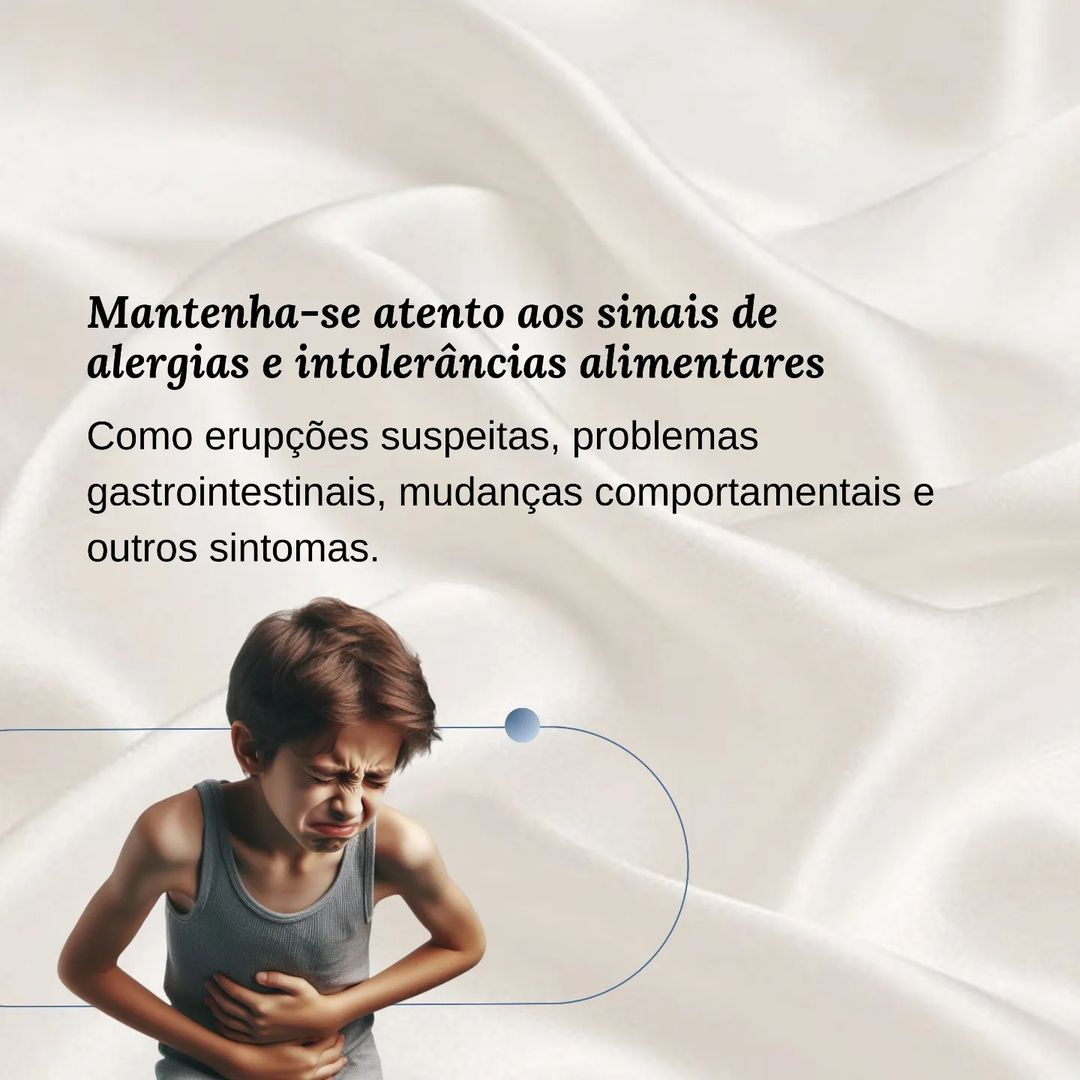 Mantenha-se atento aos sinais de
alergias e intolerâncias alimentares
Como erupções suspeitas, problemas
gastrointestinais, mudanças comportamentais e
outros sintomas.